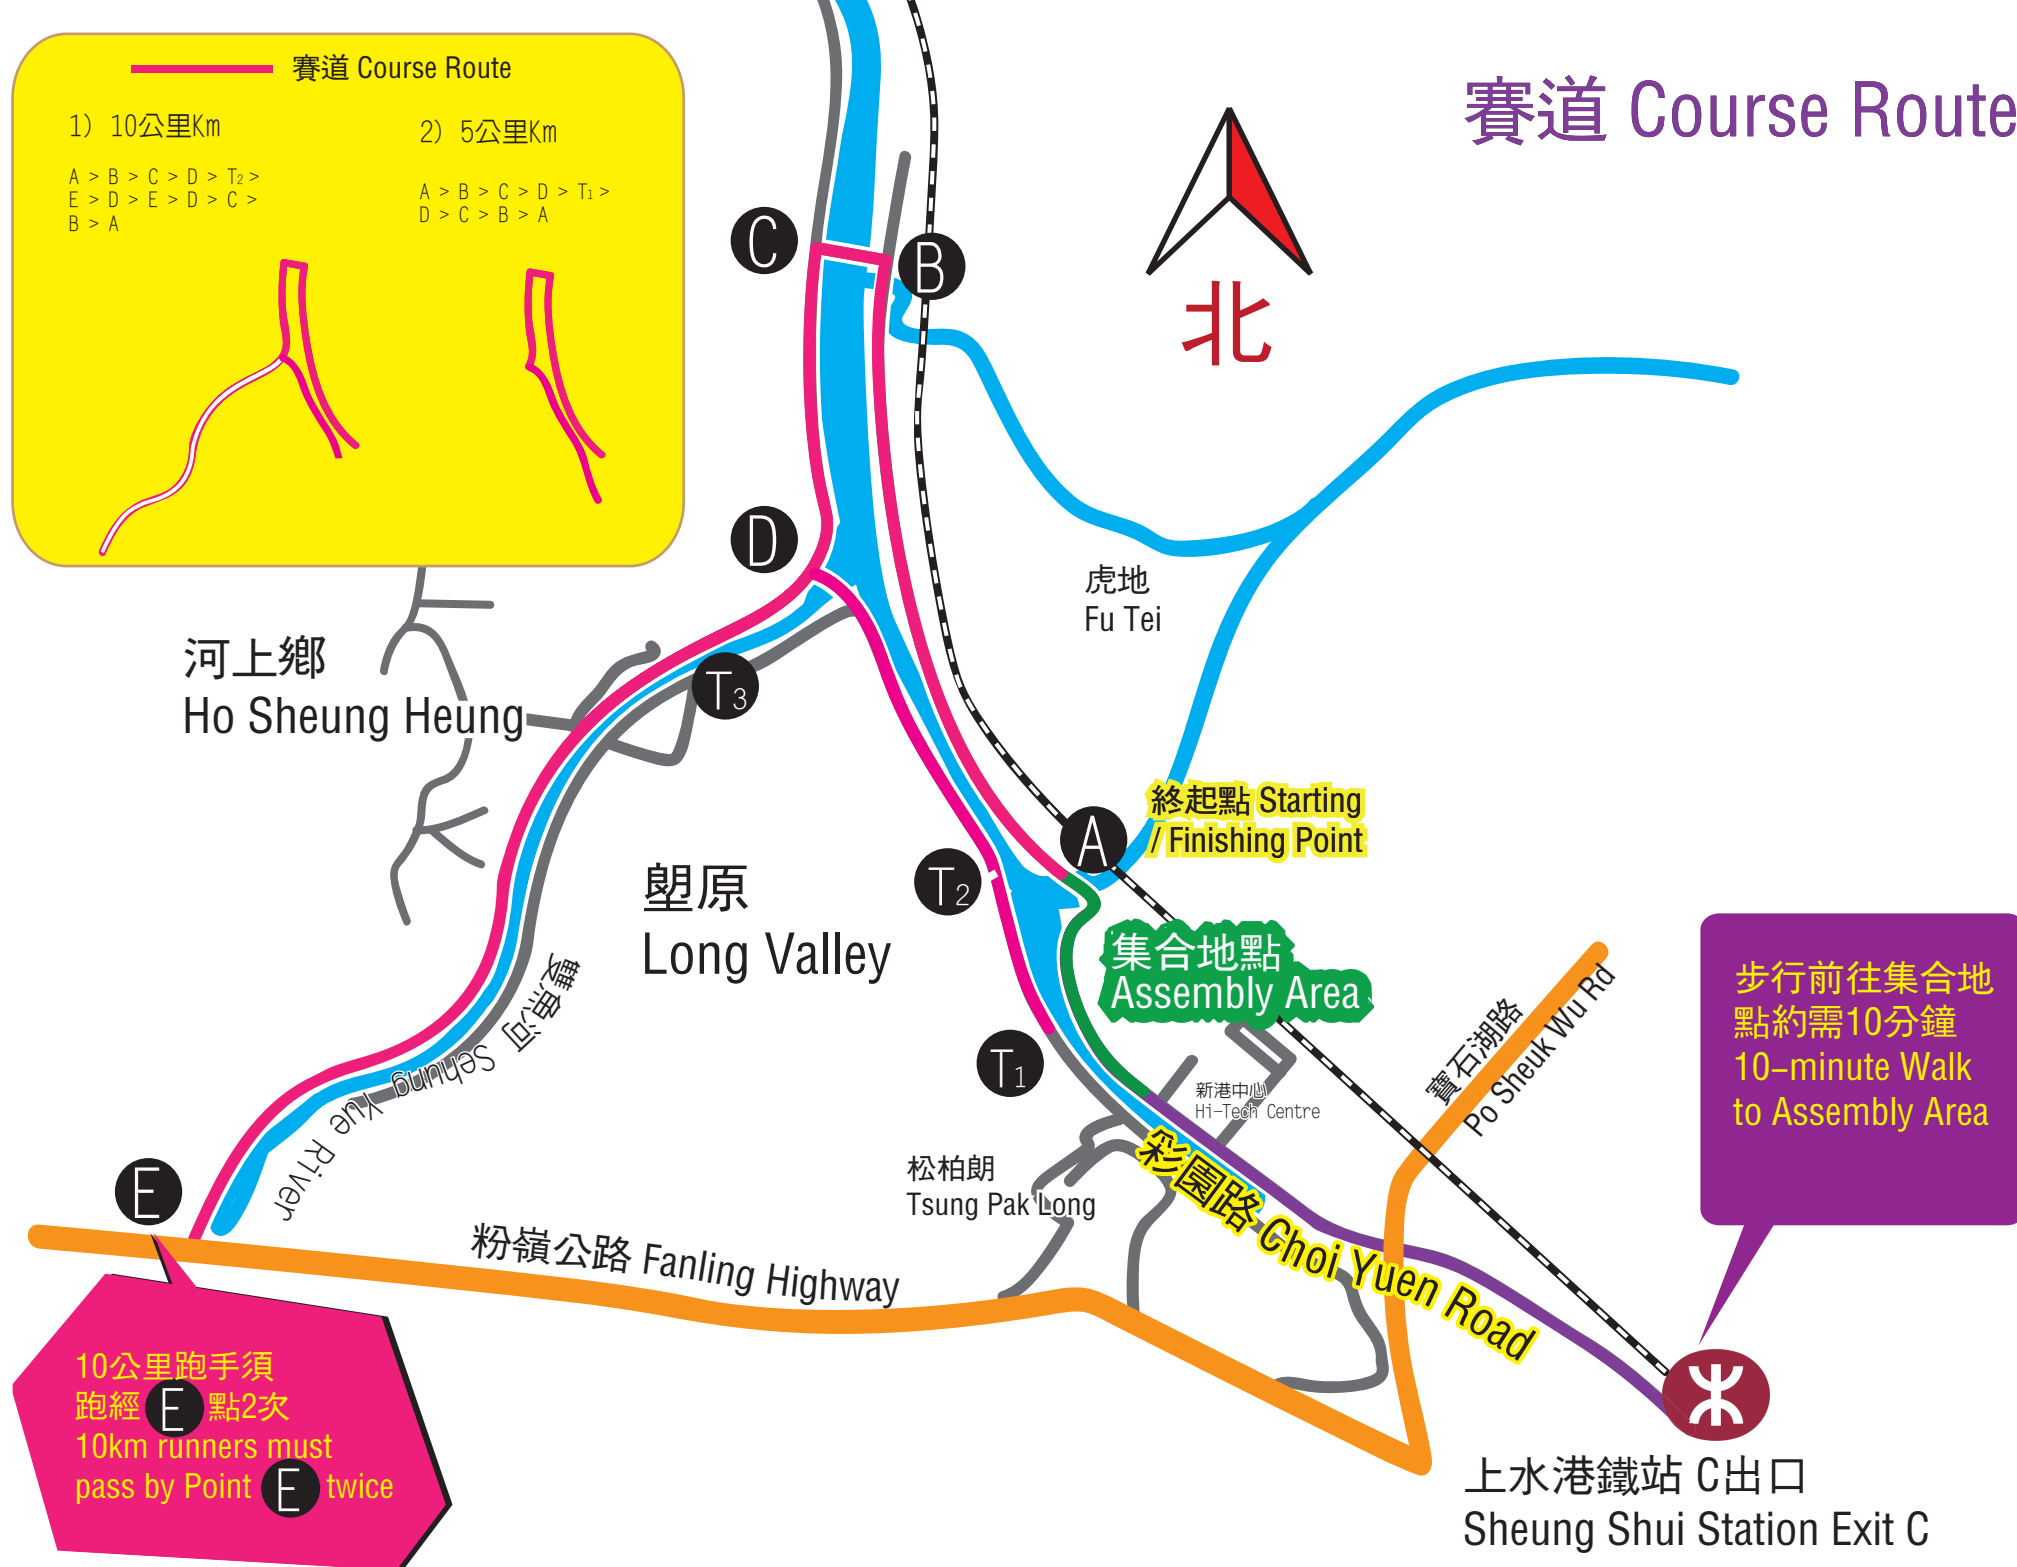 賽道 Course Route
1) 10公里Km
A > B > C > D > T2 >
E > D > E > D > C >
B > A
2) 5公里Km
A > B > C > D > T1 >
D > C > B > A
賽道 Course Route
北
C
B
D
虎地
Fu Tei
河上鄉
Ho Sheung Heung
T3
終起點 Starting
/ Finishing Point
A
T2
塱原
Long Valley
集合地點
Assembly Area
T1
雙魚河 Sehung Yue River
新港中心
Hi-Tech Centre
寶石湖路
Po Sheuk Wu Rd
步行前往集合地
點約需10分鐘
10-minute Walk
to Assembly Area
松柏朗
Tsung Pak Long
彩園路 Choi Yuen Road
E
粉嶺公路 Fanling Highway
10公里跑手須
跑經 E 點2次
10km runners must
pass by Point E twice
上水港鐵站 C出口
Sheung Shui Station Exit C